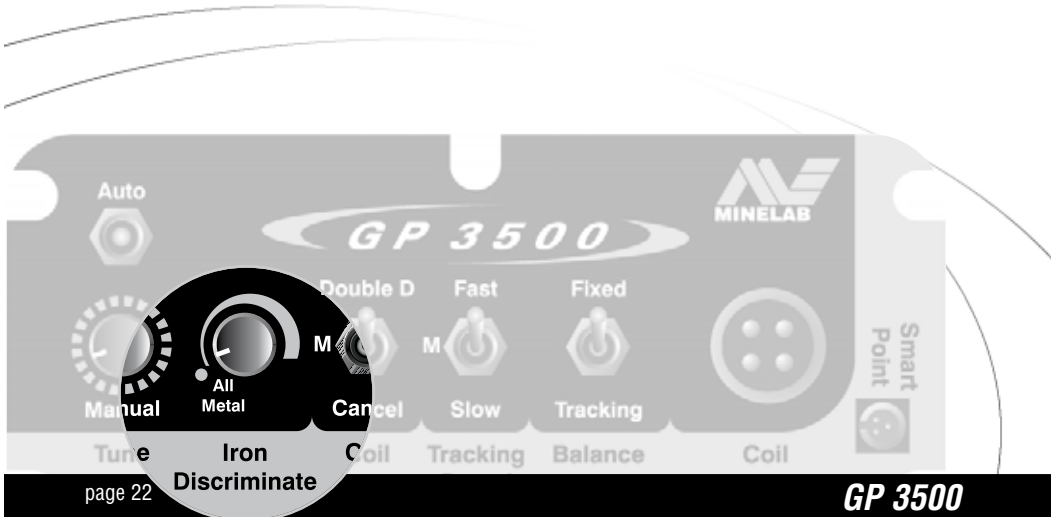 Auto
MINELAB
GP 3500
Double D
Fast
Fixed
M
M
All
Metal
Manual
Cancel
Slow
Tracking
Smart
Point
Tune
Iron
Discriminate
Coil
Tracking
Balance
Coil
page 22
GP 3500